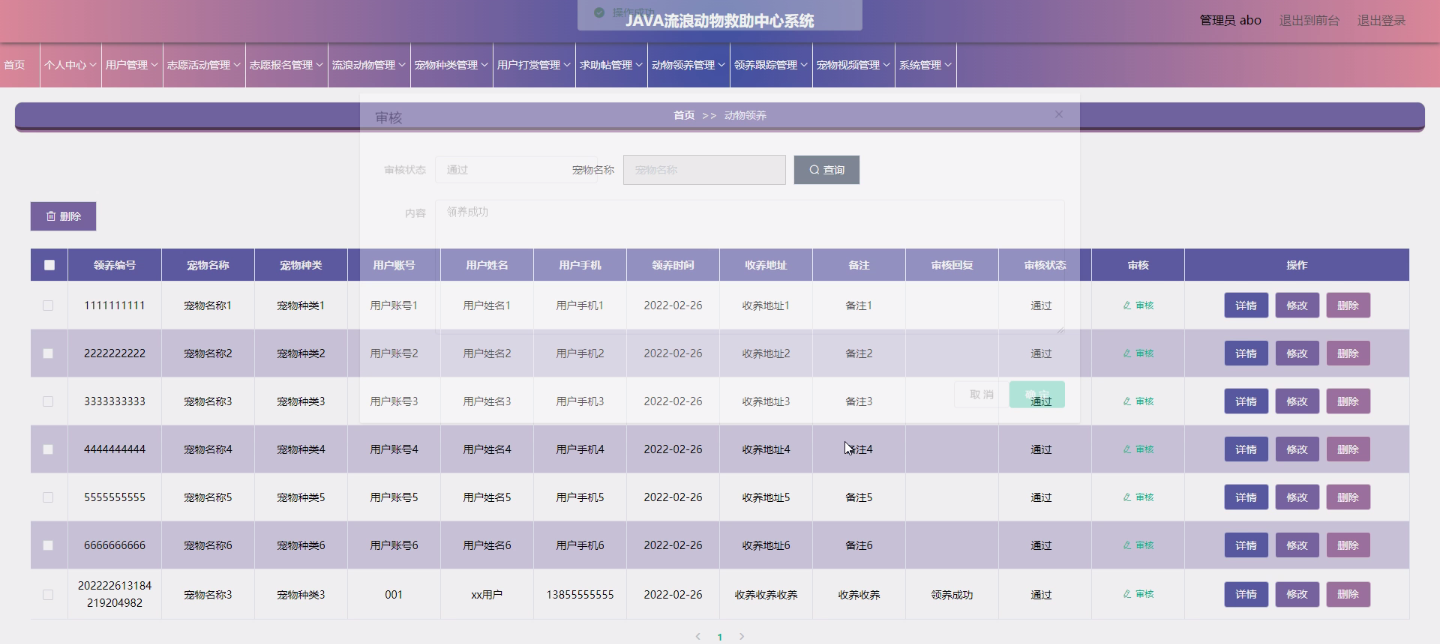 操作成功
JAVA流浪动物救助中心系统
管理员 abo 退出到前台 退出登录
首页 个人中心 用户管理 志愿活动管理 志愿报名管理 流浪动物管理 宠物种类管理 用户打赏管理 求助帖管理 动物领养管理 领养跟踪管理 宠物视频管理 系统管理
审核 首页 >> 动物领养
审核状态 通过 宠物名称 宠物名称 查询
内容 领养成功
删除
领养编号 宠物名称 宠物种类 用户账号 用户姓名 用户手机 领养时间 收养地址 备注 审核回复 审核状态 审核 操作
1111111111 宠物名称1 宠物种类1 用户账号1 用户姓名1 用户手机1 2022-02-26 收养地址1 备注1 通过 审核 详情 修改 删除
2222222222 宠物名称2 宠物种类2 用户账号2 用户姓名2 用户手机2 2022-02-26 收养地址2 备注2 通过 审核 详情 修改 删除
3333333333 宠物名称3 宠物种类3 用户账号3 用户姓名3 用户手机3 2022-02-26 收养地址3 备注3 通过 审核 详情 修改 删除
取消
4444444444 宠物名称4 宠物种类4 用户账号4 用户姓名4 用户手机4 2022-02-26 收养地址4 备注4 通过 审核 详情 修改 删除
5555555555 宠物名称5 宠物种类5 用户账号5 用户姓名5 用户手机5 2022-02-26 收养地址5 备注5 通过 审核 详情 修改 删除
6666666666 宠物名称6 宠物种类6 用户账号6 用户姓名6 用户手机6 2022-02-26 收养地址6 备注6 通过 审核 详情 修改 删除
202222613184
219204982 宠物名称3 宠物种类3 001 xx用户 13855555555 2022-02-26 收养收养收养 收养收养 领养成功 通过 审核 详情 修改 删除
1